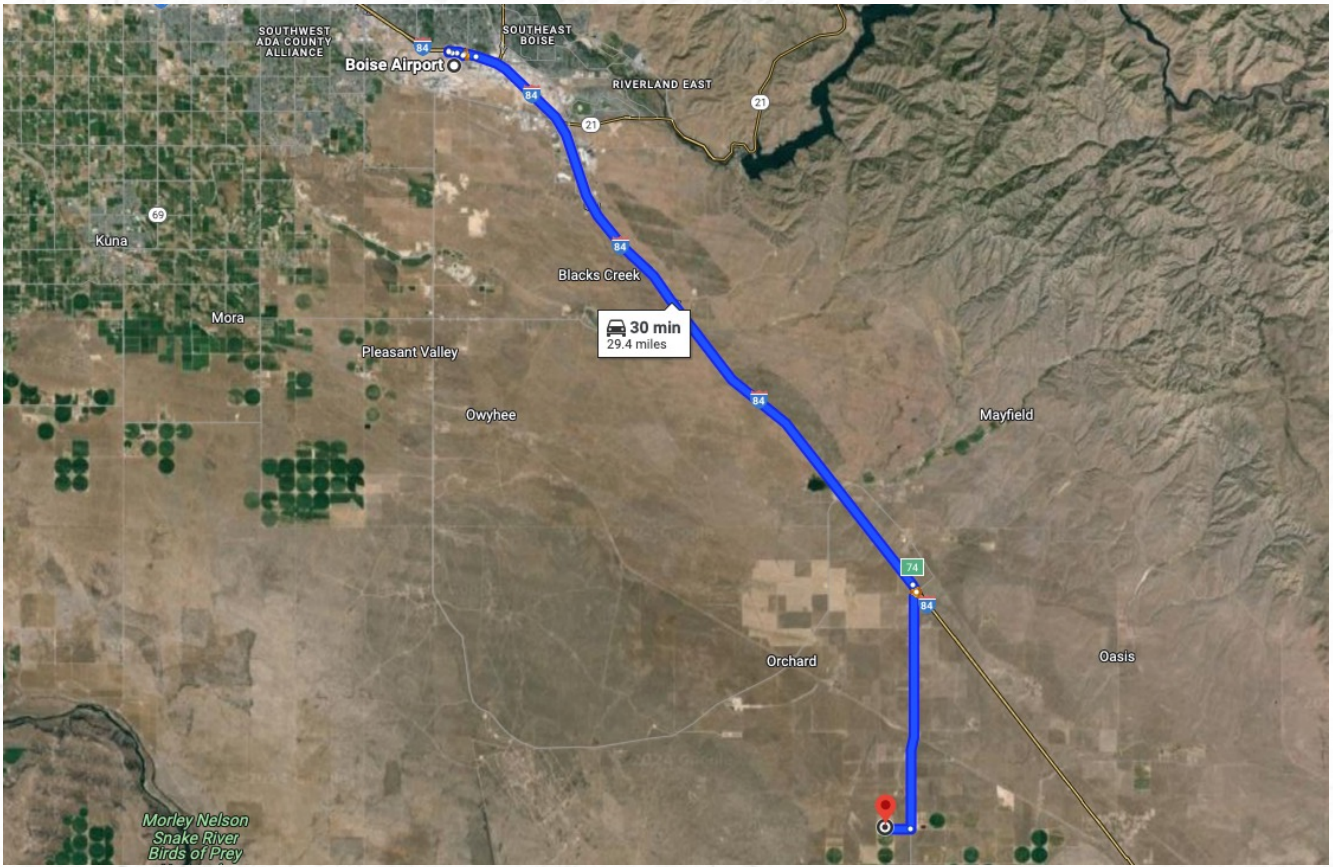 SOUTHWEST
ADA COUNTY
ALLIANCE
SOUTHEAST
BOISE
84
Boise Airport
RIVERLAND EAST
84
21
21
69
Kuna
84
Blacks Creek
Mora
30 min
29.4 miles
Pleasant Valley
84
Owyhee
Mayfield
74
84
Orchard
Oasis
Morley Nelson
Snake River
Birds of Prey